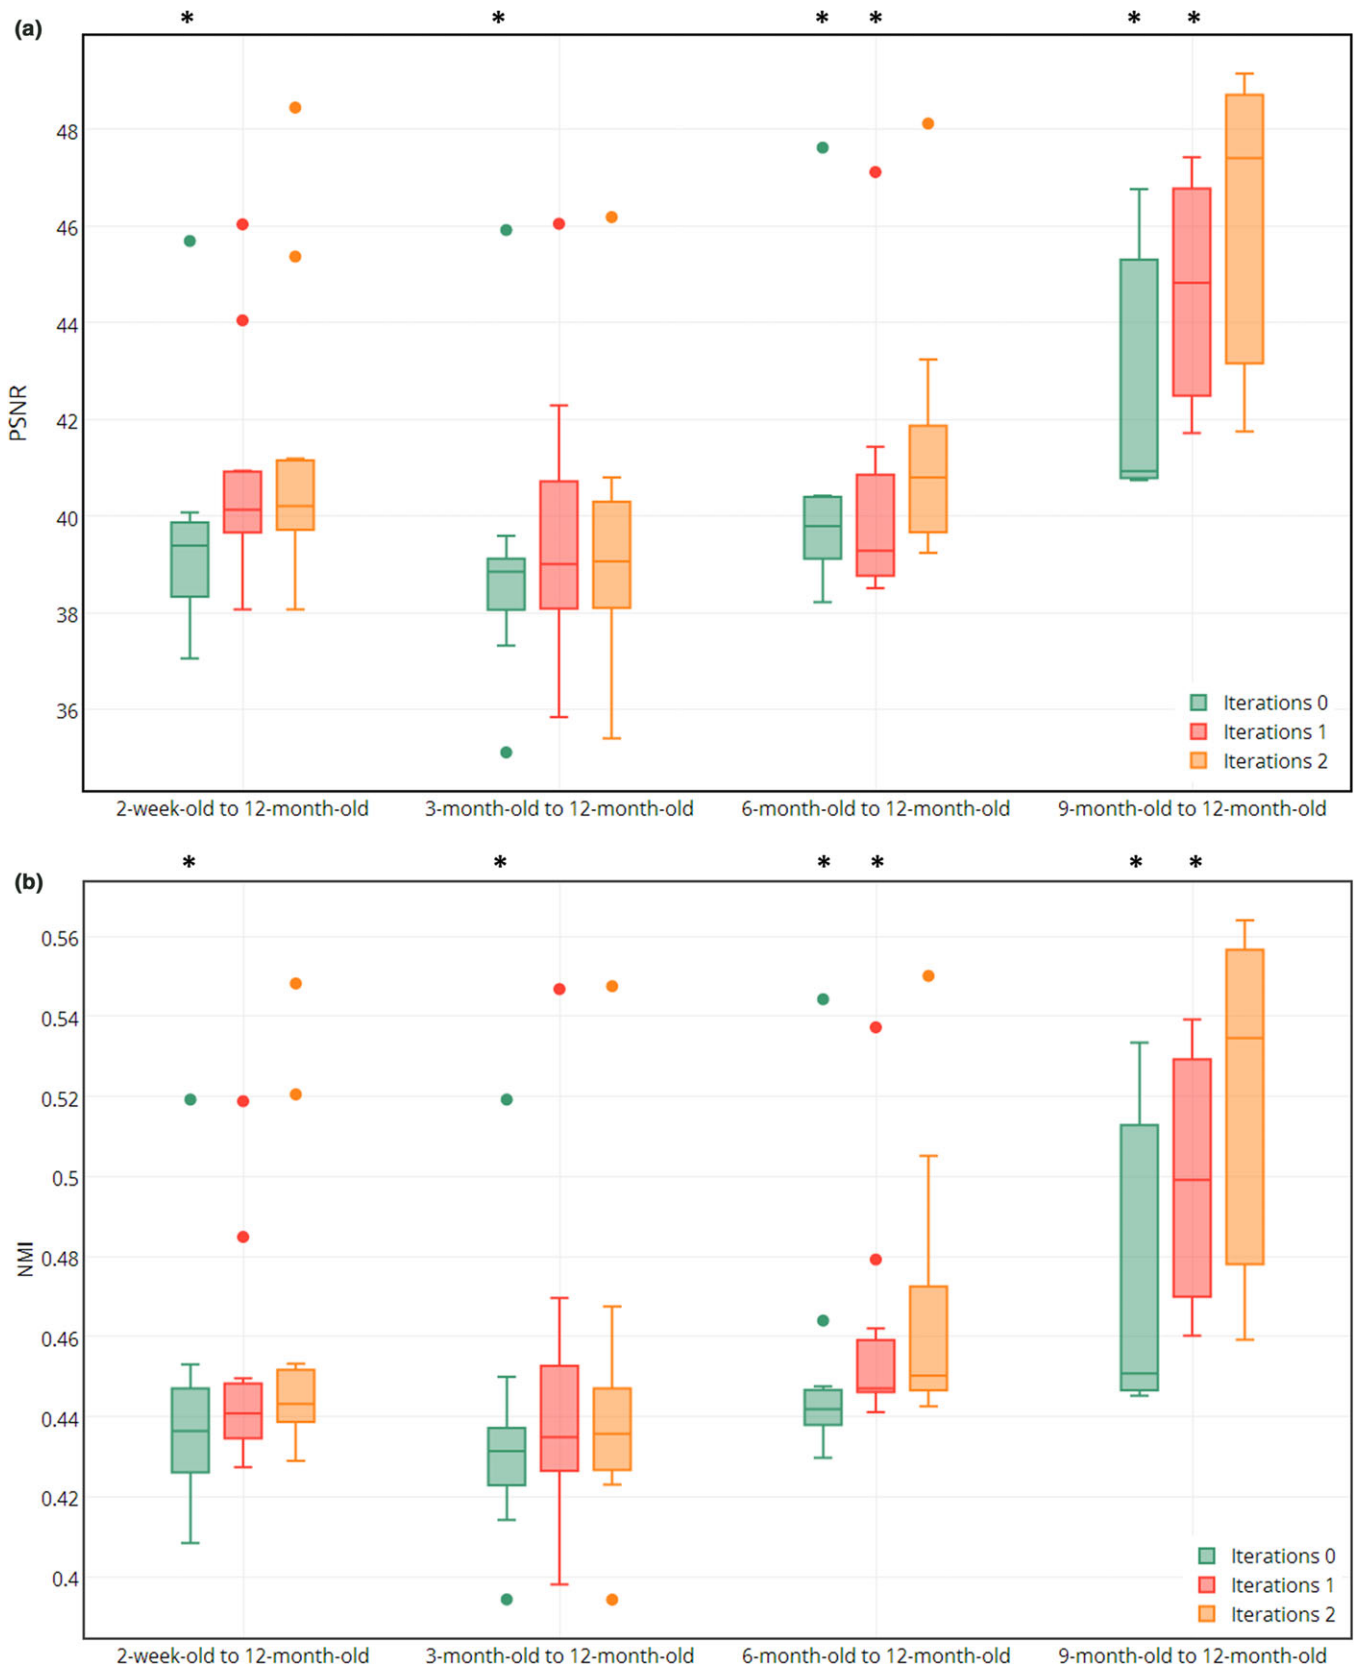 (a) * * * * * *
48
46
44
42
40
38
36
PSNR
Iterations 0
Iterations 1
Iterations 2
2-week-old to 12-month-old 3-month-old to 12-month-old 6-month-old to 12-month-old 9-month-old to 12-month-old
(b) * * * * * *
0.56
0.54
0.52
0.5
0.48
0.46
0.44
0.42
0.4
NMI
Iterations 0
Iterations 1
Iterations 2
2-week-old to 12-month-old 3-month-old to 12-month-old 6-month-old to 12-month-old 9-month-old to 12-month-old